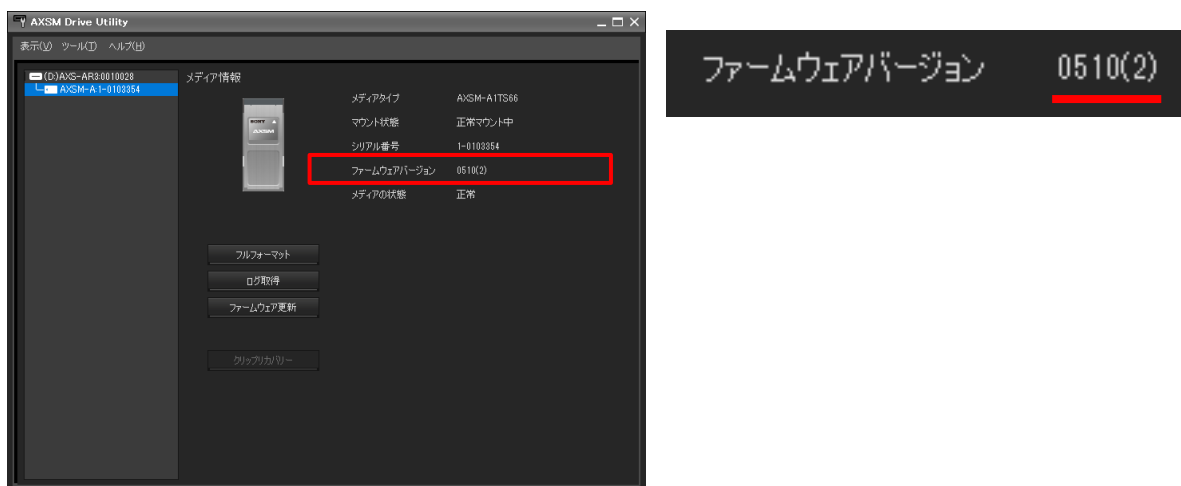 AXSM Drive Utility
表示(V) ツール(T) ヘルプ(H)
(D:)AXS-AR3:0010028
AXSM-A:1-0103354
メディア情報
SONY
AXSM
メディアタイプ AXSM-A1TS66
マウント状態 正常マウント中
シリアル番号 1-0103354
ファームウェアバージョン 0510(2)
メディアの状態 正常
フルフォーマット
ログ取得
ファームウェア更新
クリップリカバリー
ファームウェアバージョン 0510(2)